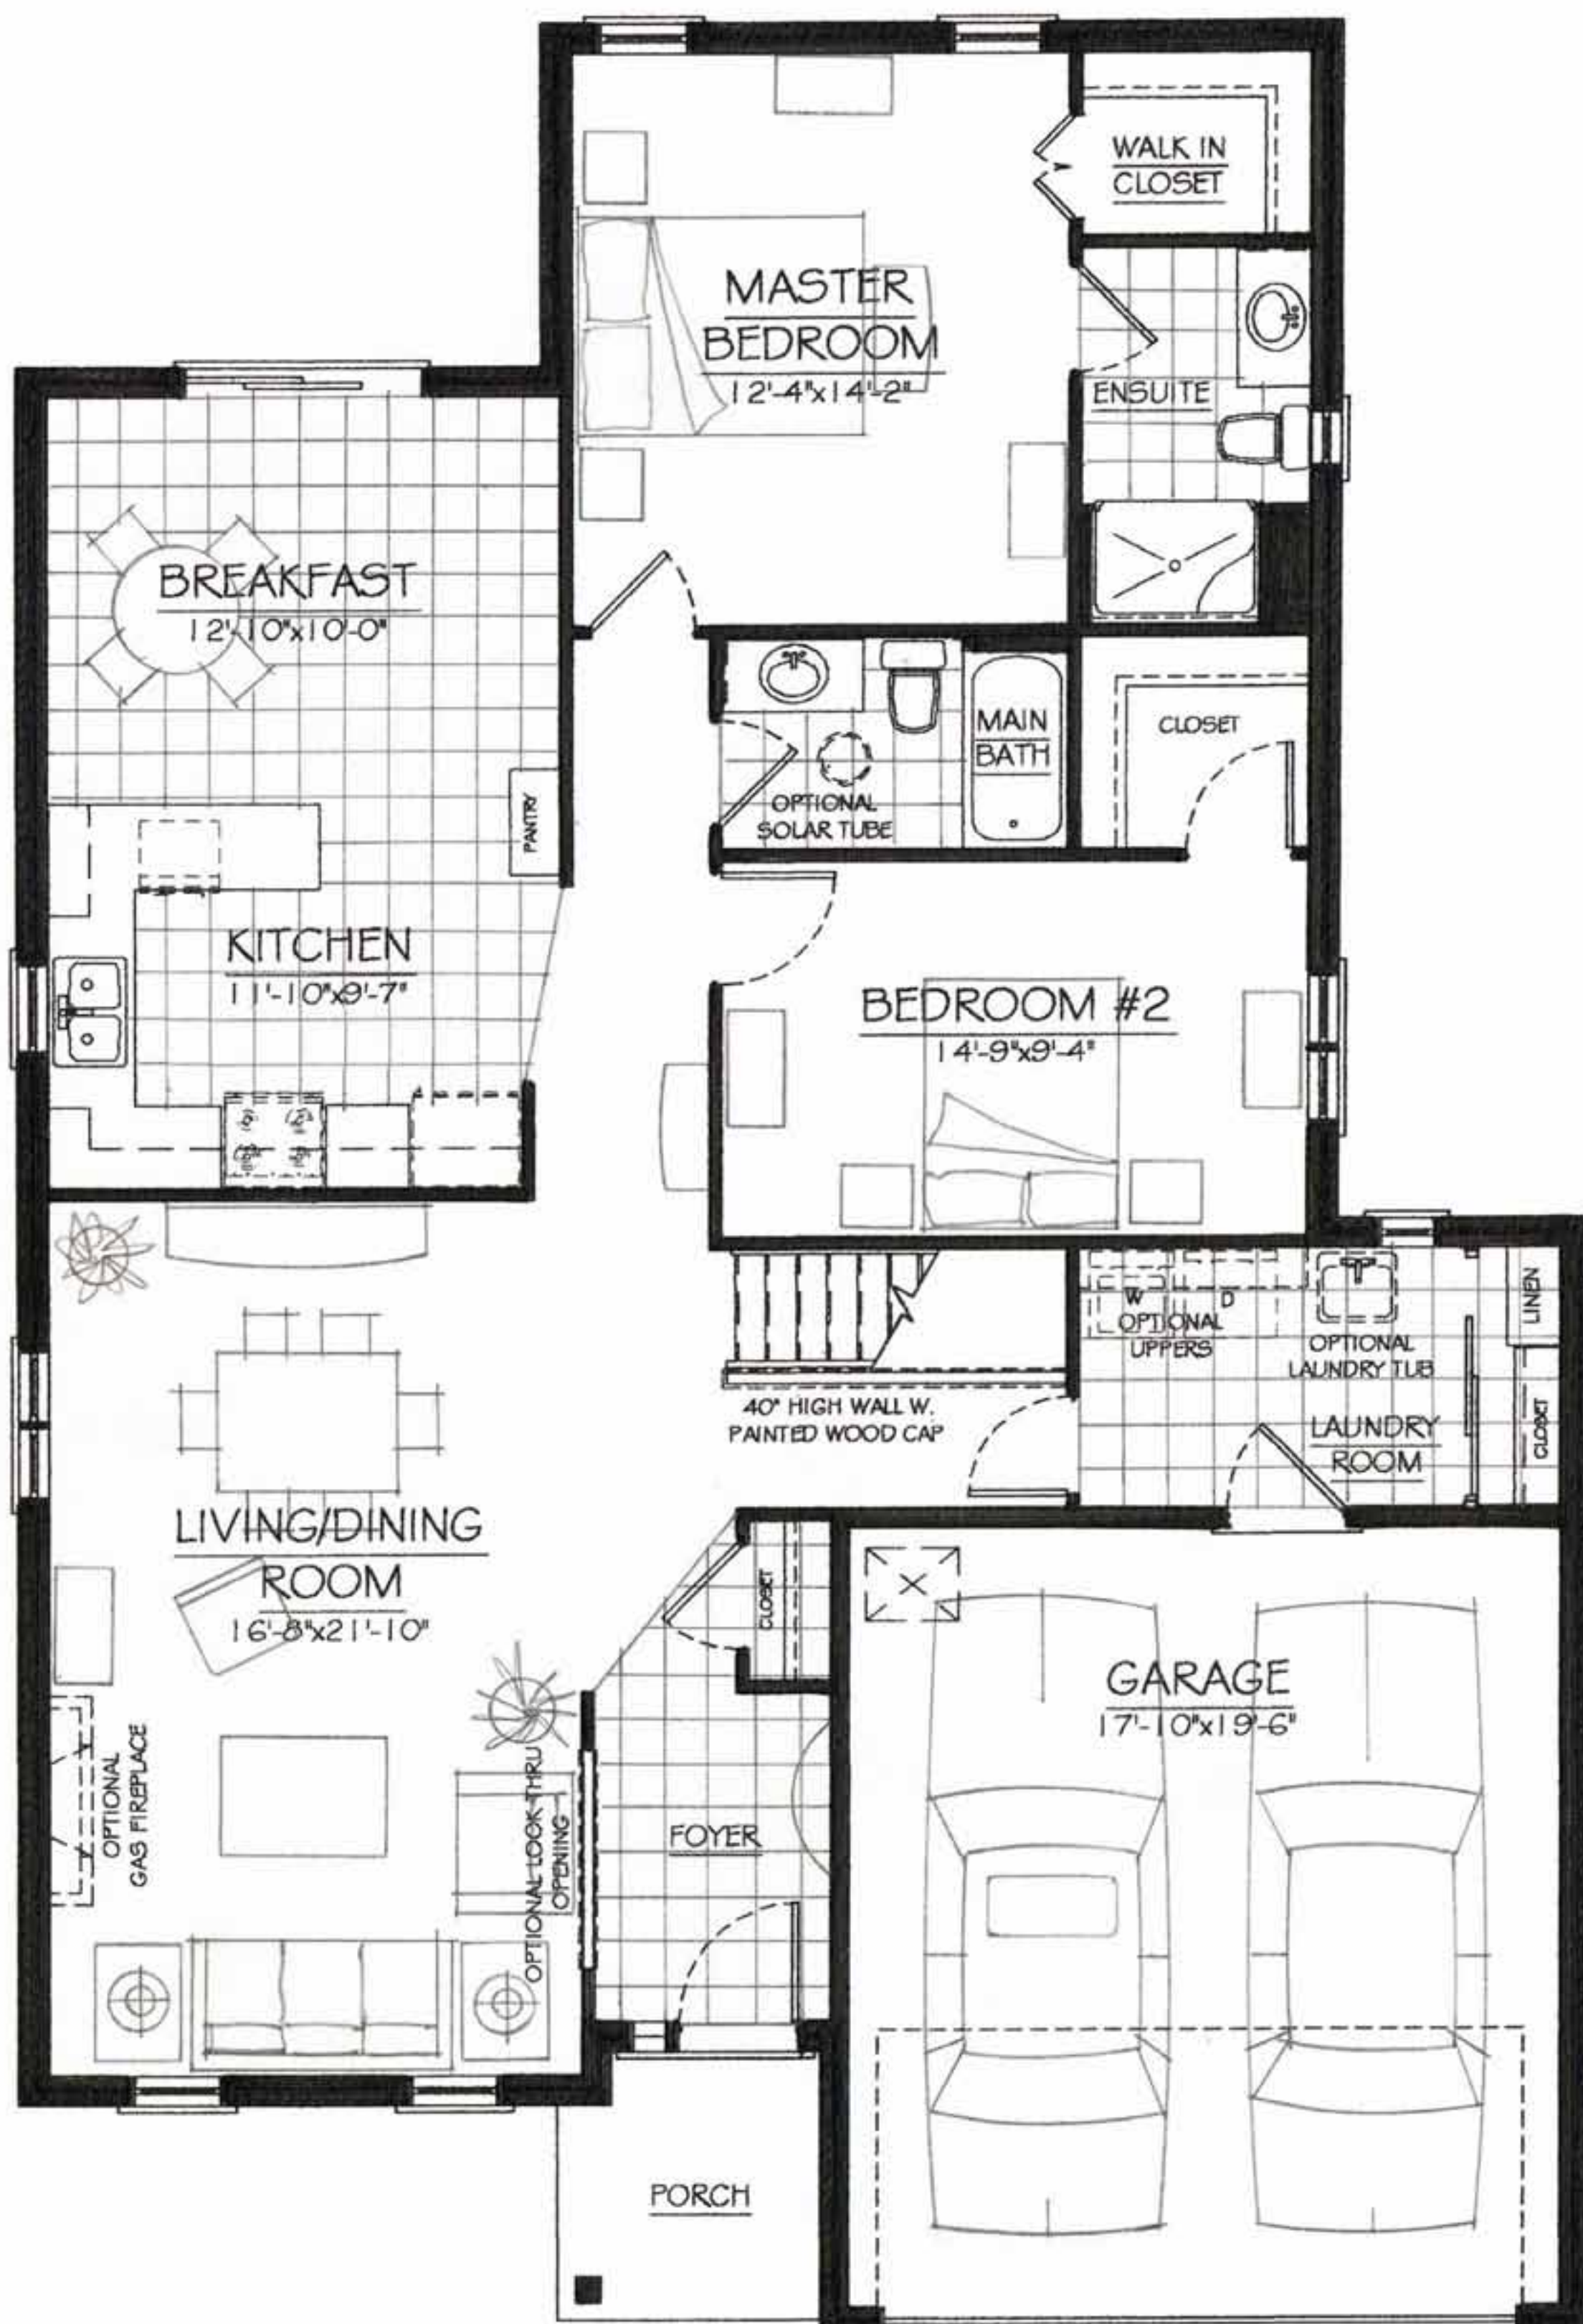 WALK IN
CLOSET
MASTER
BEDROOM
12'-4"x14'-2"
ENSUITE
BREAKFAST
12'-10"x10'-0"
MAIN
BATH
CLOSET
OPTIONAL
SOLAR TUBE
PANTRY
KITCHEN
11'-10"x9'-7"
BEDROOM #2
14'-9"x9'-4"
W
D
OPTIONAL
UPPERS
OPTIONAL
LAUNDRY TUB
LINEN
CLOSET
LAUNDRY
ROOM
40" HIGH WALL W.
PAINTED WOOD CAP
LIVING/DINING
ROOM
16'-8"x21'-10"
CLOSET
GARAGE
17'-10"x19'-6"
OPTIONAL
GAS FIREPLACE
OPTIONAL LOOK-THRU
OPENING
FOYER
PORCH